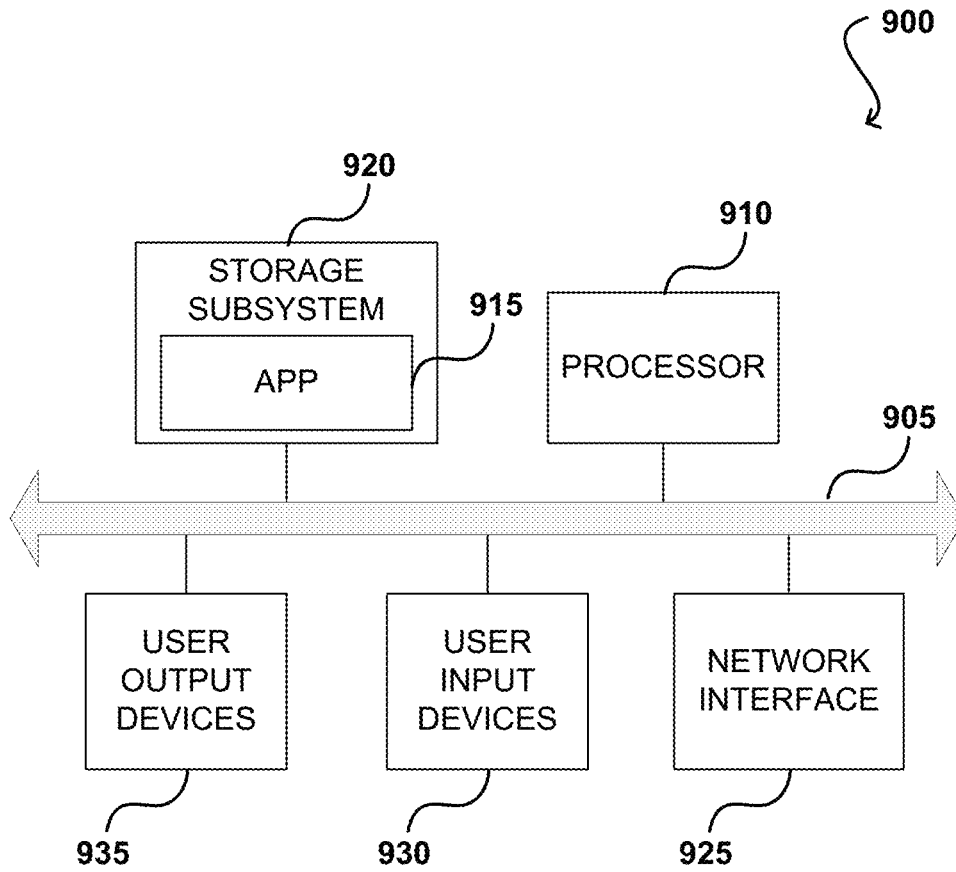 900
920
910
STORAGE
SUBSYSTEM
915
APP
PROCESSOR
905
USER
OUTPUT
DEVICES
USER
INPUT
DEVICES
NETWORK
INTERFACE
935
930
925